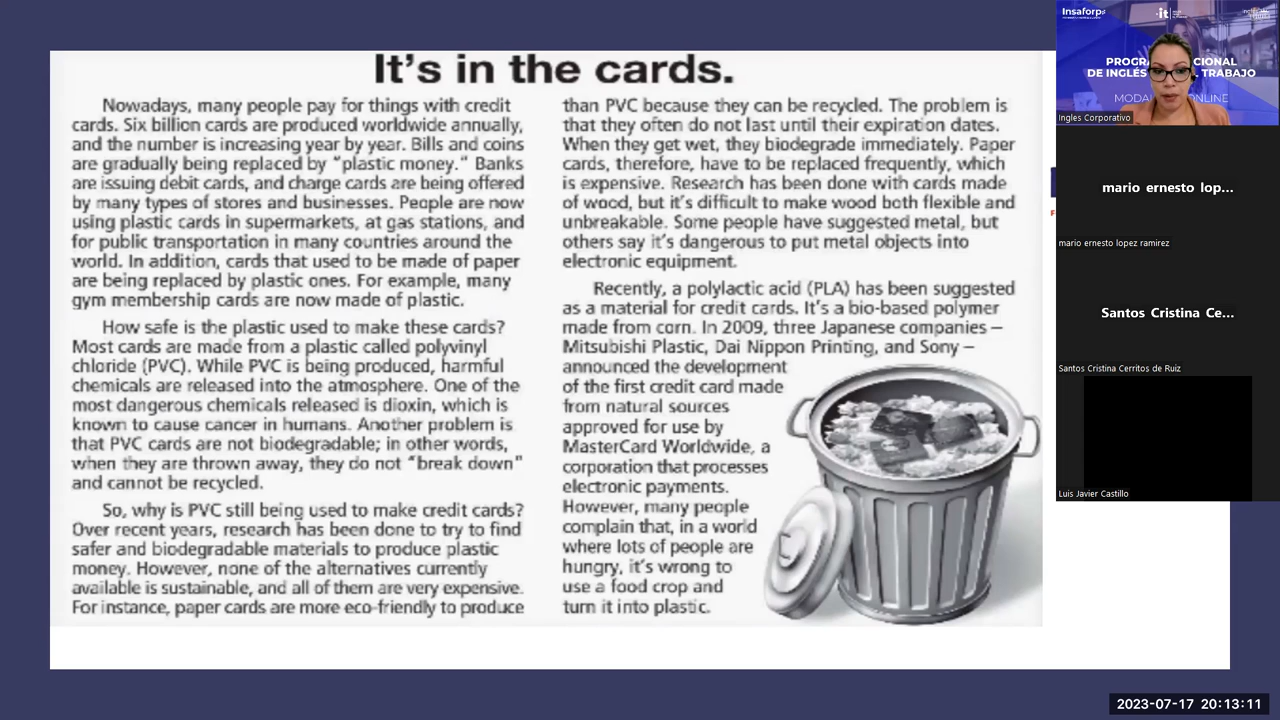 It's in the cards.
Nowadays, many people pay for things with credit
cards. Six billion cards are produced worldwide annually,
and the number is increasing year by year. Bills and coins
are gradually being replaced by “plastic money.” Banks
are issuing debit cards, and charge cards are being offered
by many types of stores and businesses. People are now
using plastic cards in supermarkets, at gas stations, and
for public transportation in many countries around the
world. In addition, cards that used to be made of paper
are being replaced by plastic ones. For example, many
gym membership cards are now made of plastic.
How safe is the plastic used to make these cards?
Most cards are made from a plastic called polyvinyl
chloride (PVC). While PVC is being produced, harmful
chemicals are released into the atmosphere. One of the
most dangerous chemicals released is dioxin, which is
known to cause cancer in humans. Another problem is
that PVC cards are not biodegradable; in other words,
when they are thrown away, they do not “break down”
and cannot be recycled.
So, why is PVC still being used to make credit cards?
Over recent years, research has been done to try to find
safer and biodegradable materials to produce plastic
money. However, none of the alternatives currently
available is sustainable, and all of them are very expensive.
For instance, paper cards are more eco-friendly to produce
than PVC because they can be recycled. The problem is
that they often do not last until their expiration dates.
When they get wet, they biodegrade immediately. Paper
cards, therefore, have to be replaced frequently, which
is expensive. Research has been done with cards made
of wood, but it's difficult to make wood both flexible and
unbreakable. Some people have suggested metal, but
others say it's dangerous to put metal objects into
electronic equipment.
Recently, a polylactic acid (PLA) has been suggested
as a material for credit cards. It's a bio-based polymer
made from corn. In 2009, three Japanese companies –
Mitsubishi Plastic, Dai Nippon Printing, and Sony –
announced the development
of the first credit card made
from natural sources
approved for use by
MasterCard Worldwide, a
corporation that processes
electronic payments.
However, many people
complain that, in a world
where lots of people are
hungry, it's wrong to
use a food crop and
turn it into plastic.
Insaforp
it
PROGRA CIONAL
DE INGLÉS TRABAJO
MODA ONLINE
Ingles Corporativo
mario ernesto lop...
mario ernesto lopez ramirez
Santos Cristina Ce...
Santos Cristina Cerritos de Ruiz
Luis Javier Castillo
2023-07-17 20:13:11